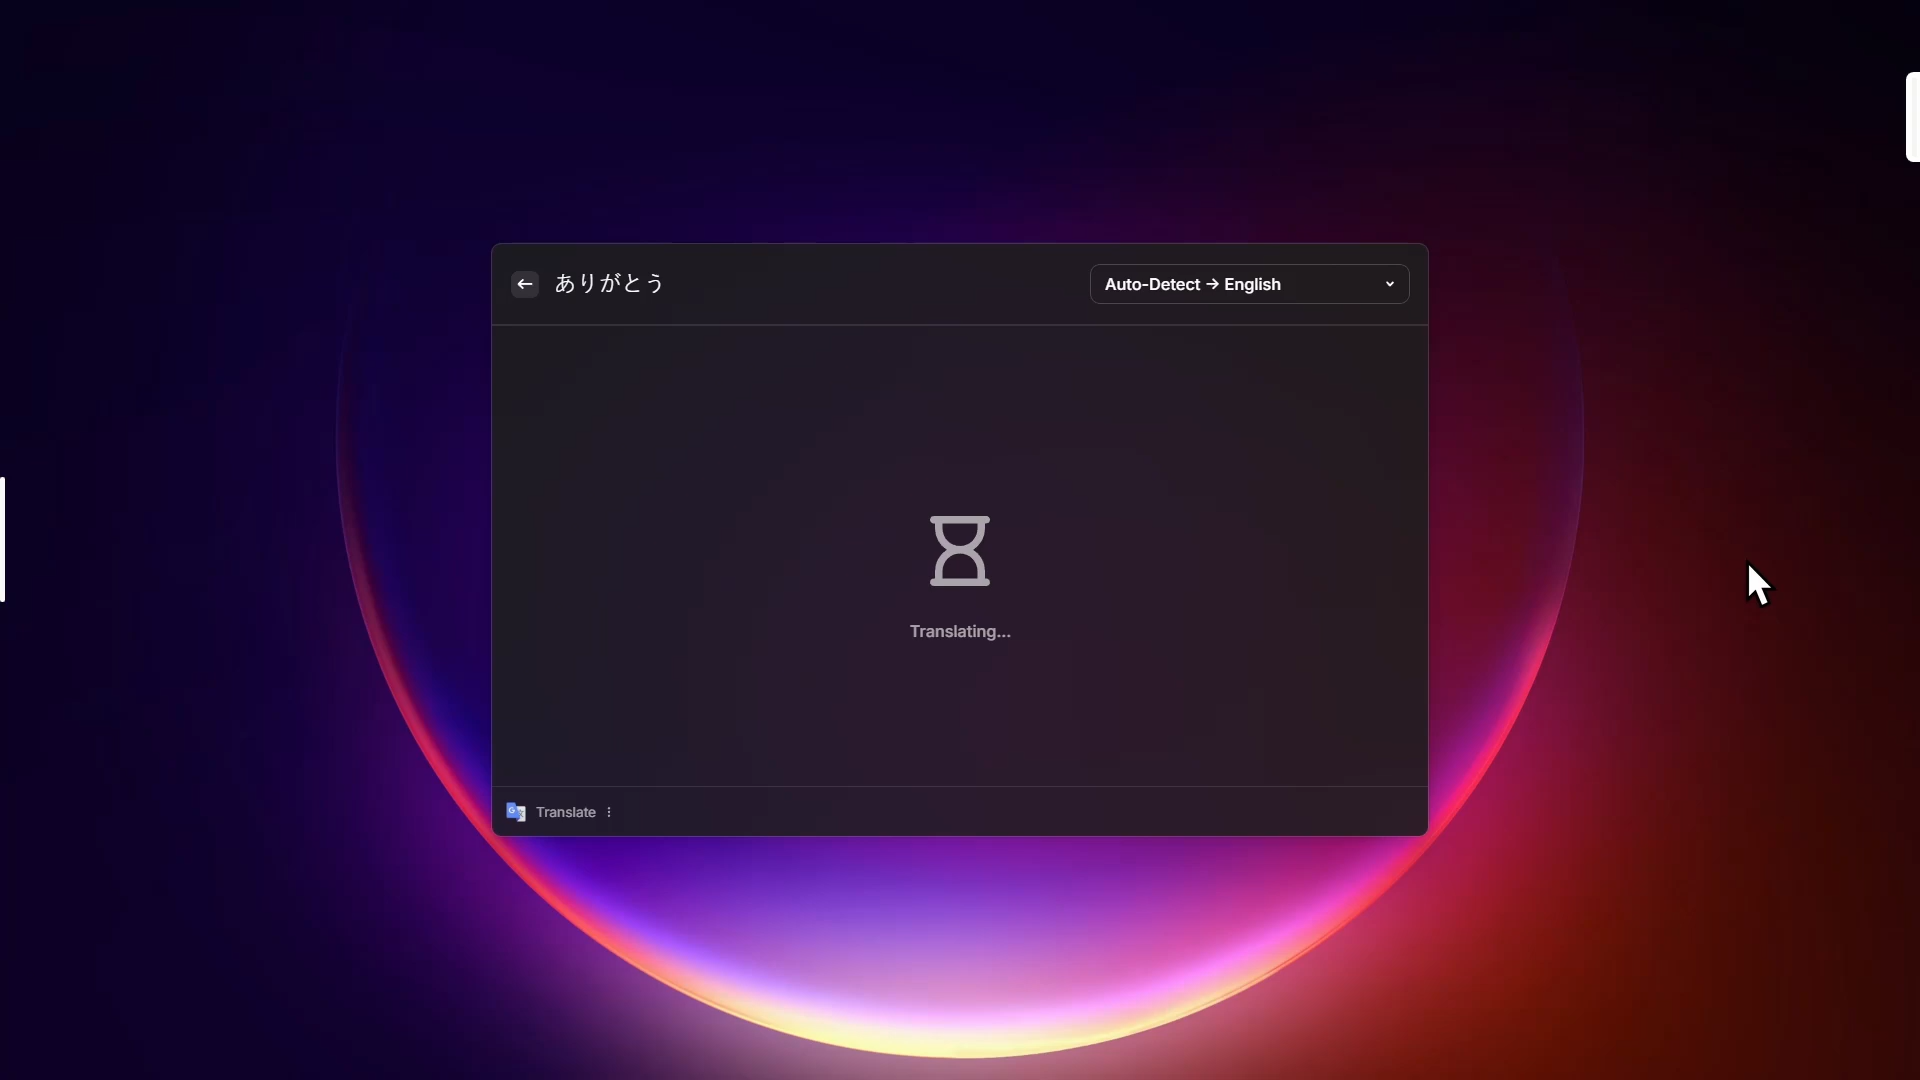 ありがとう
Auto-Detect → English
Translating...
Translate